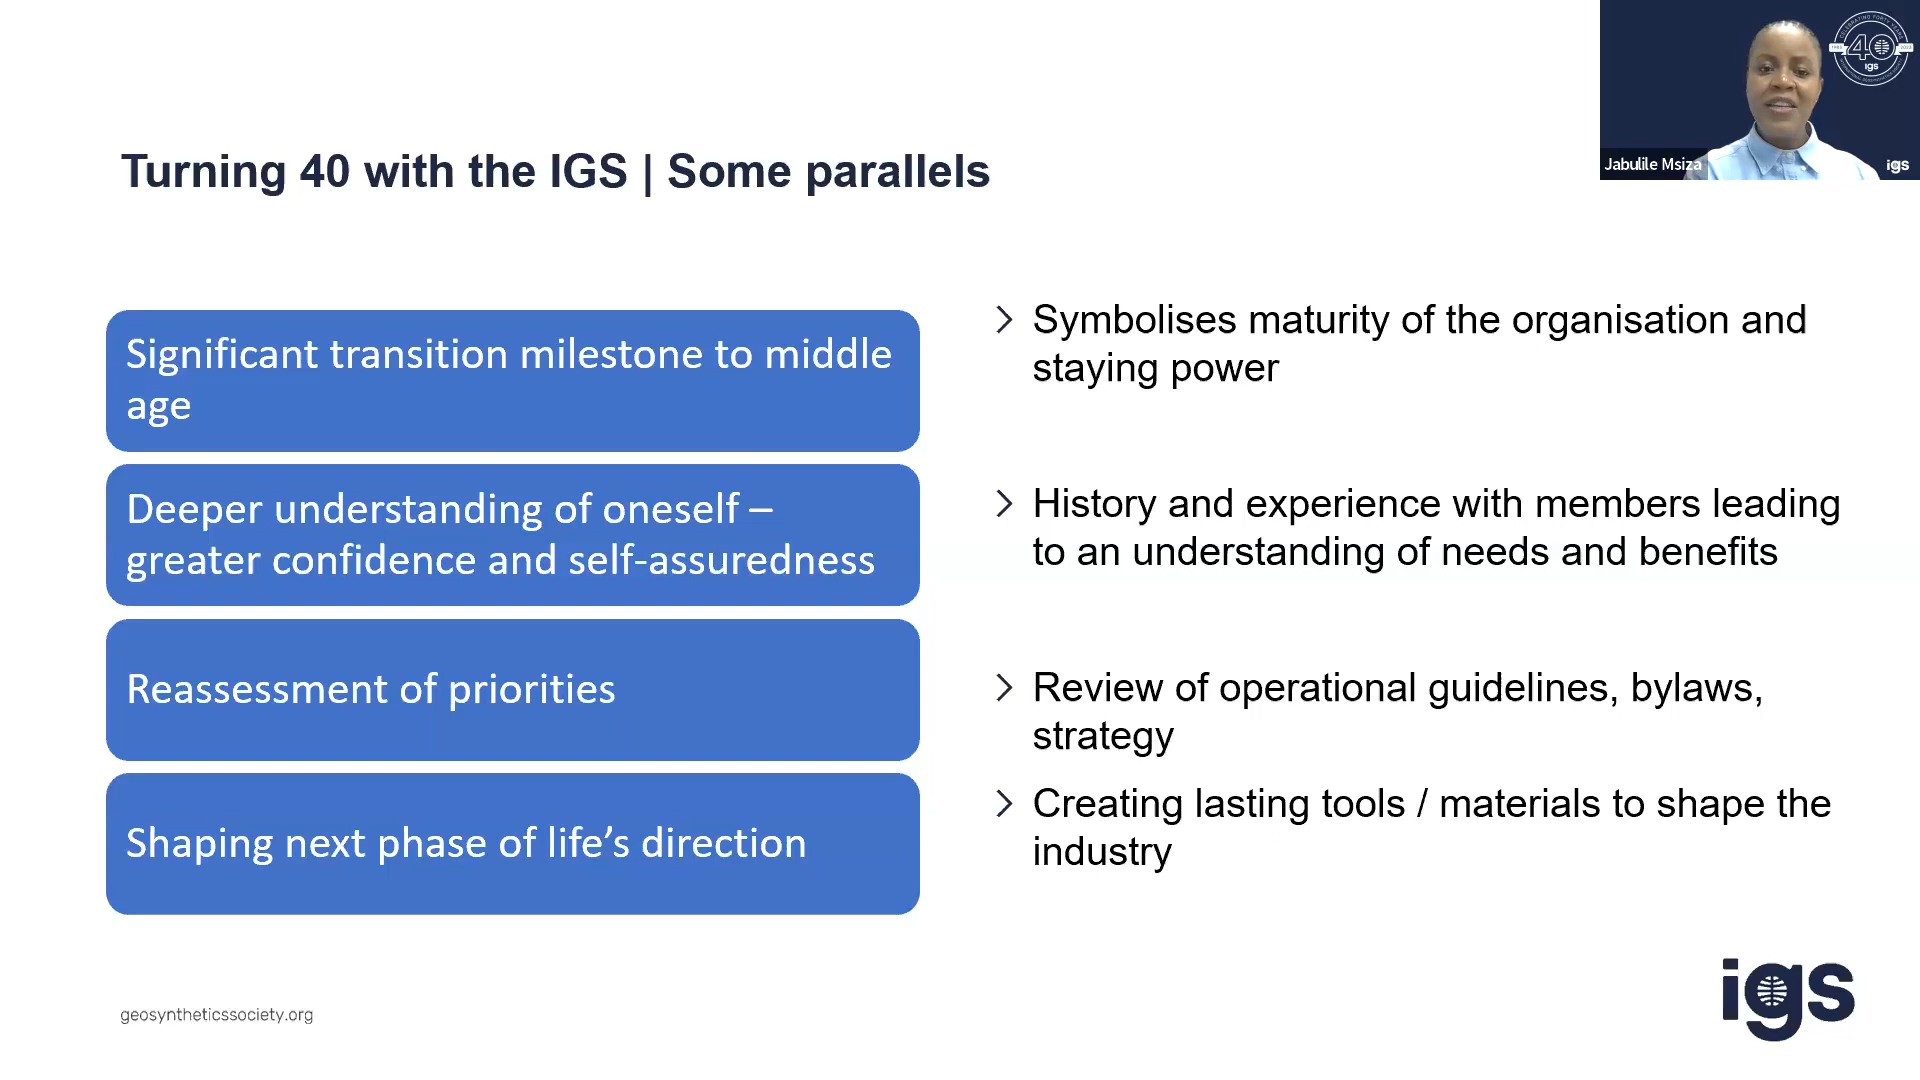 Turning 40 with the IGS | Some parallels
Significant transition milestone to middle
age
Deeper understanding of oneself –
greater confidence and self-assuredness
Reassessment of priorities
Shaping next phase of life’s direction
Symbolises maturity of the organisation and
staying power
History and experience with members leading
to an understanding of needs and benefits
Review of operational guidelines, bylaws,
strategy
Creating lasting tools / materials to shape the
industry
geosyntheticssociety.org
igs
40
igs
Jabulile Msiza
igs